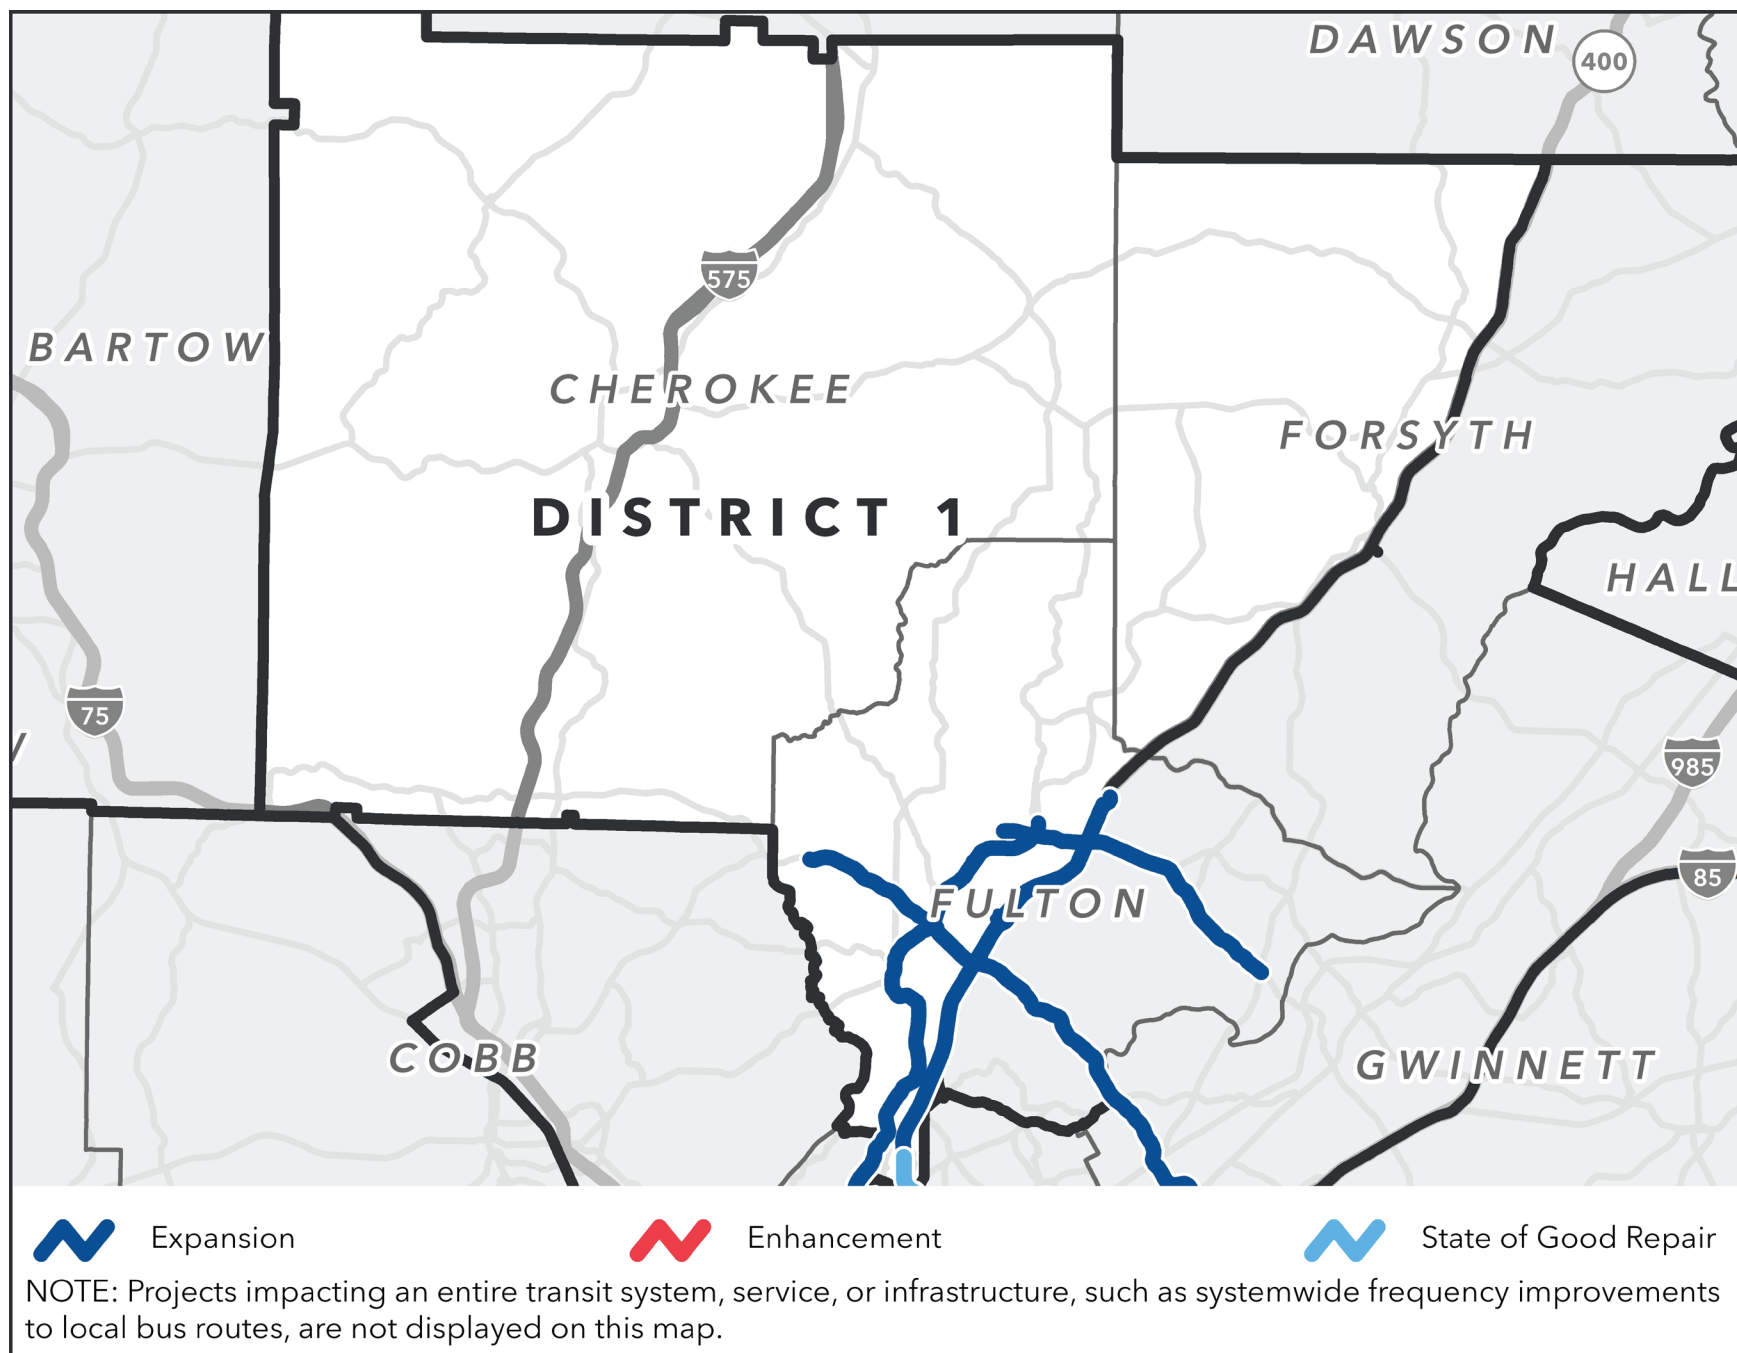 DAWSON
400
575
BARTOW
CHEROKEE
FORSYTH
DISTRICT 1
HALL
75
985
85
FULTON
COBB
GWINNETT
Expansion
Enhancement
State of Good Repair
NOTE: Projects impacting an entire transit system, service, or infrastructure, such as systemwide frequency improvements
to local bus routes, are not displayed on this map.